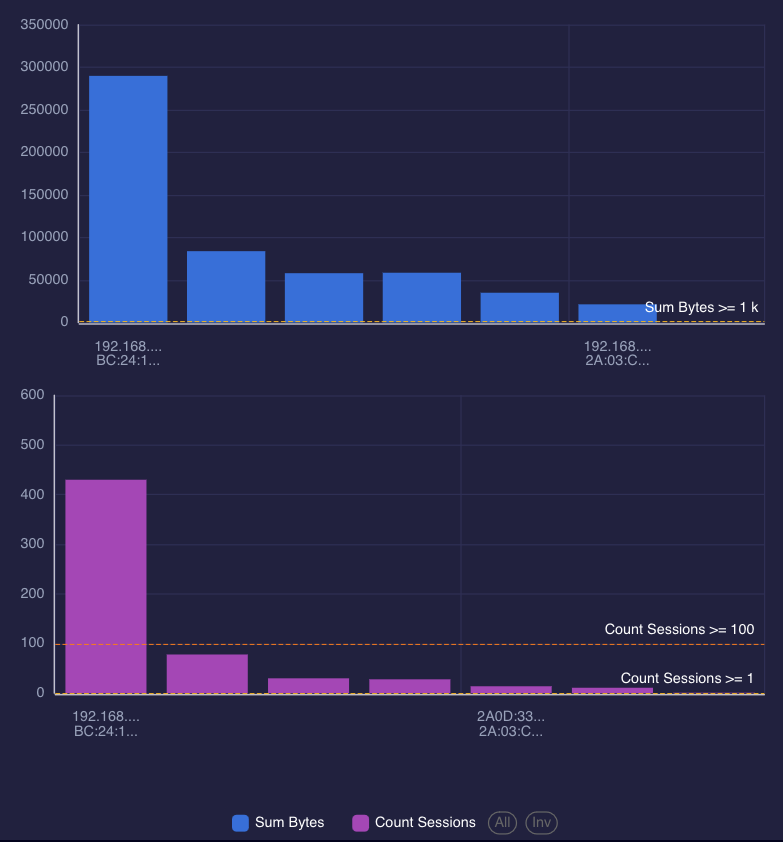 350000
300000
250000
200000
150000
100000
50000
0
Sum Bytes >= 1 k
192.168.... 192.168....
BC:24:1... 2A:03:C...
600
500
400
300
200
100
0
Count Sessions >= 100
Count Sessions >= 1
192.168.... 2A0D:33...
BC:24:1... 2A:03:C...
Sum Bytes Count Sessions All Inv